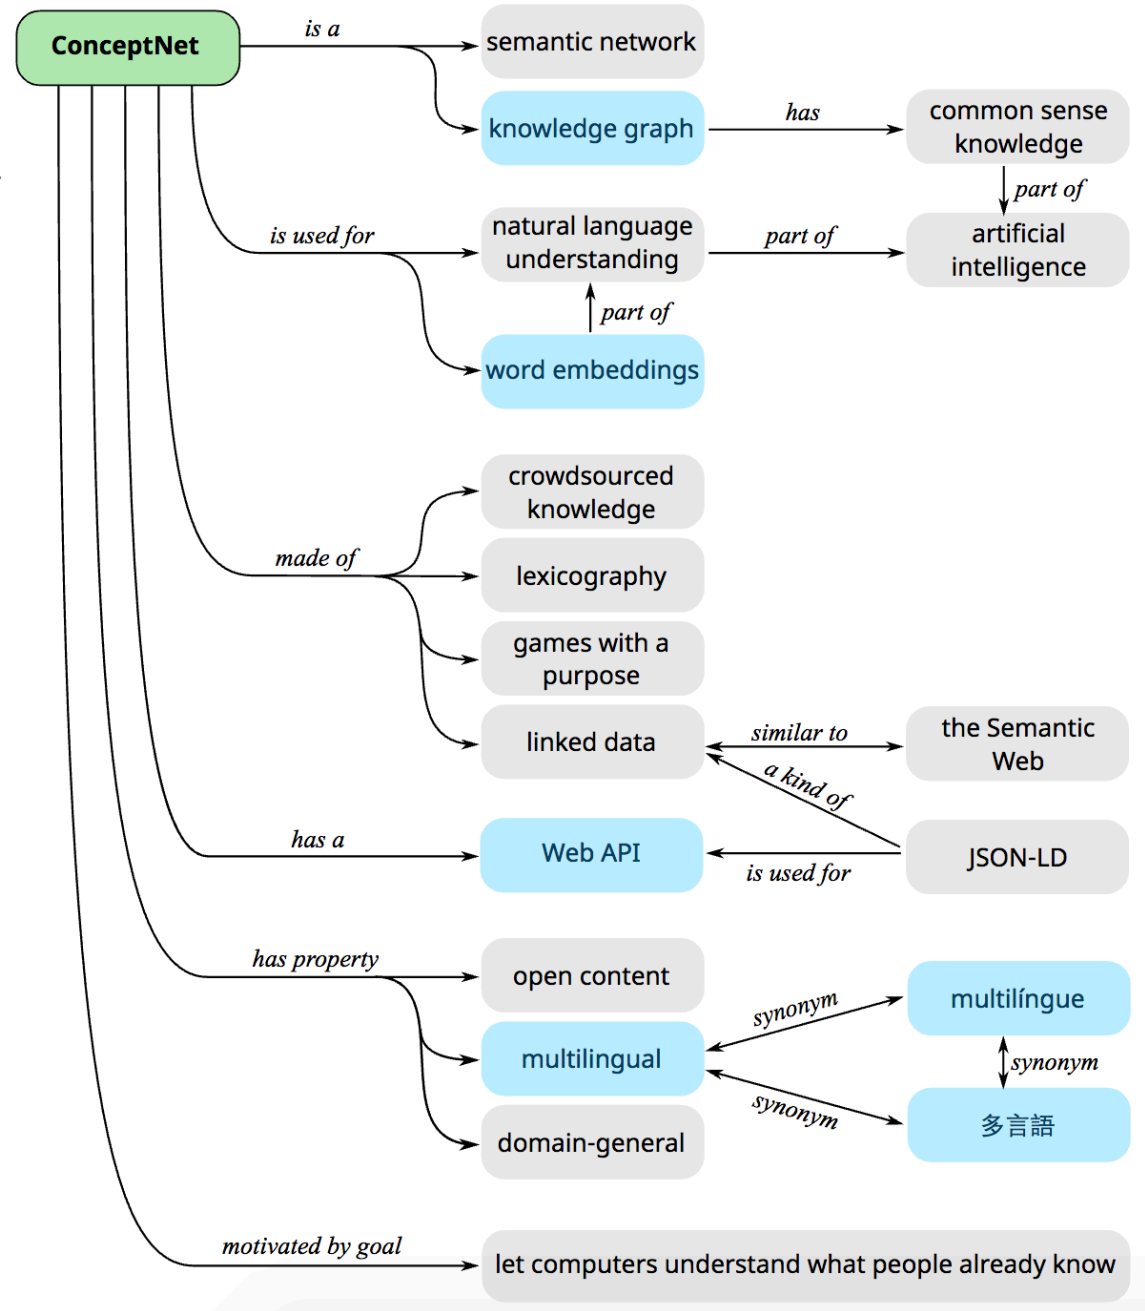 ConceptNet
is a
semantic network
knowledge graph
has
common sense
knowledge
part of
is used for
natural language
understanding
part of
artificial
intelligence
part of
word embeddings
made of
crowdsourced
knowledge
lexicography
games with a
purpose
linked data
similar to
the Semantic
Web
a kind of
has a
Web API
is used for
JSON-LD
has property
open content
multilingual
synonym
multilíngue
synonym
synonym
多言語
domain-general
motivated by goal
let computers understand what people already know